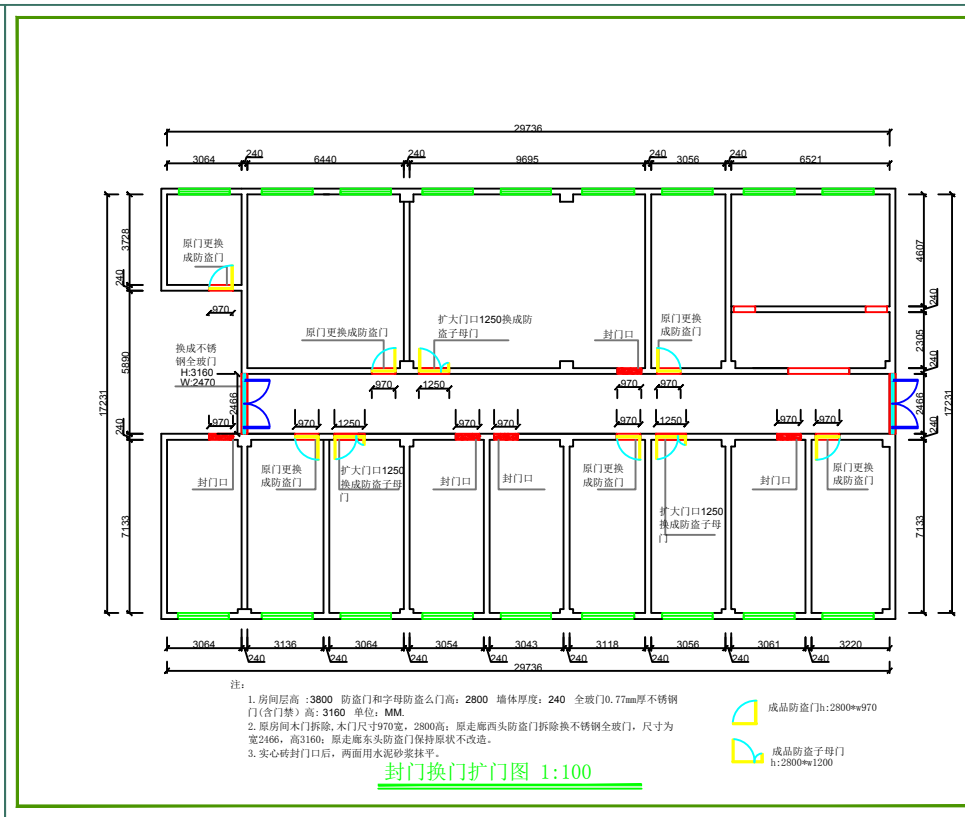 29736
3064
240
6440
240
9695
240
3056
240
6521
3728
240
5890
17231
240
7133
4607
240
2305
240
2466
240
17231
7133
原门更换
成防盗门
970
换成不锈
钢全玻门
H:3160
W:2470
2466
原门更换成防盗门
970
扩大门口1250换成防
盗子母门
1250
封门口
970
原门更换
成防盗门
970
970
970
1250
970
970
970
1250
970
970
封门口
原门更换
成防盗门
扩大门口1250
换成防盗子母
门
封门口
封门口
原门更换
成防盗门
扩大门口1250
换成防盗子母
门
封门口
原门更换
成防盗门
3064
3136
3064
3054
3043
3118
3056
3061
3220
240
240
240
240
240
240
240
240
29736
注:
1. 房间层高 :3800 防盗门和字母防盗么门高: 2800 墙体厚度: 240 全玻门0.77mm厚不锈钢
门(含门禁) 高: 3160 单位: MM.
2. 原房间木门拆除,木门尺寸970宽, 2800高; 原走廊西头防盗门拆除换不锈钢全玻门, 尺寸为
宽2466, 高3160; 原走廊东头防盗门保持原状不改造。
3. 实心砖封门口后, 两面用水泥砂浆抹平。
封门换门扩门图 1:100
成品防盗门h:2800*w970
成品防盗子母门
h:2800*w1200